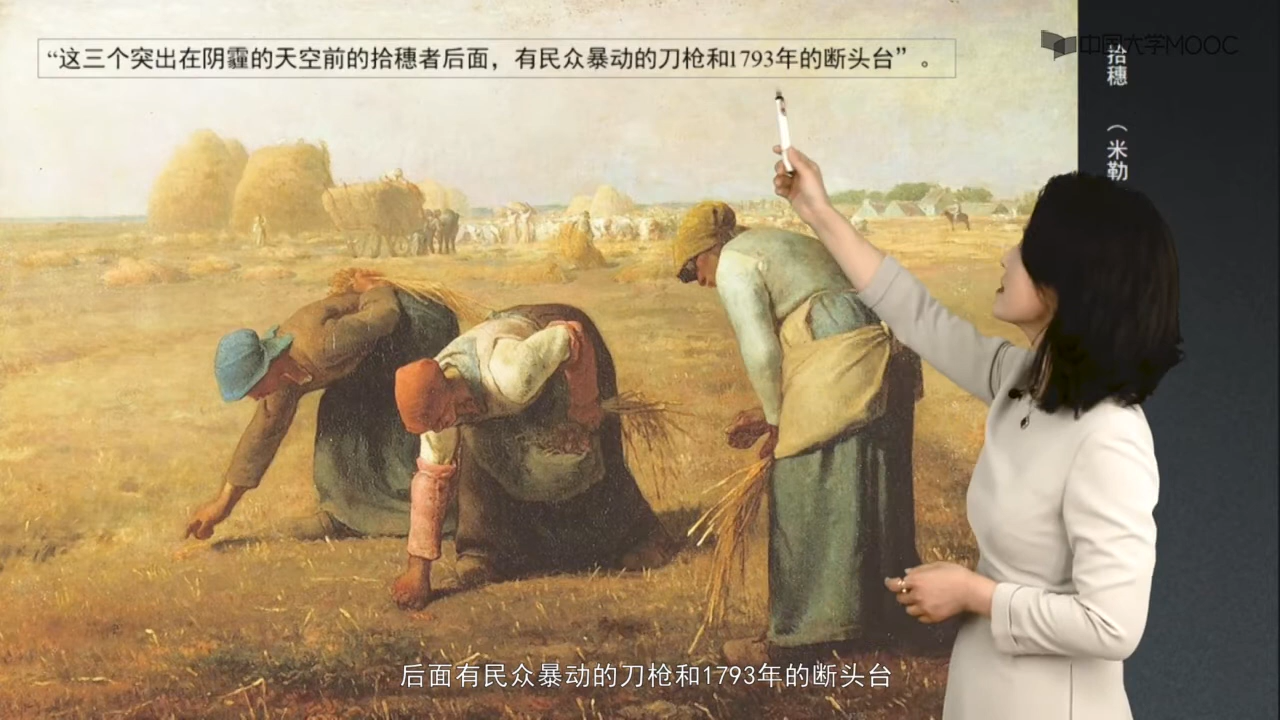 “这三个突出在阴霾的天空前的拾穗者后面，有民众暴动的刀枪和1793年的断头台”。
中国大学MOOC
拾穗
（米勒
后面有民众暴动的刀枪和1793年的断头台